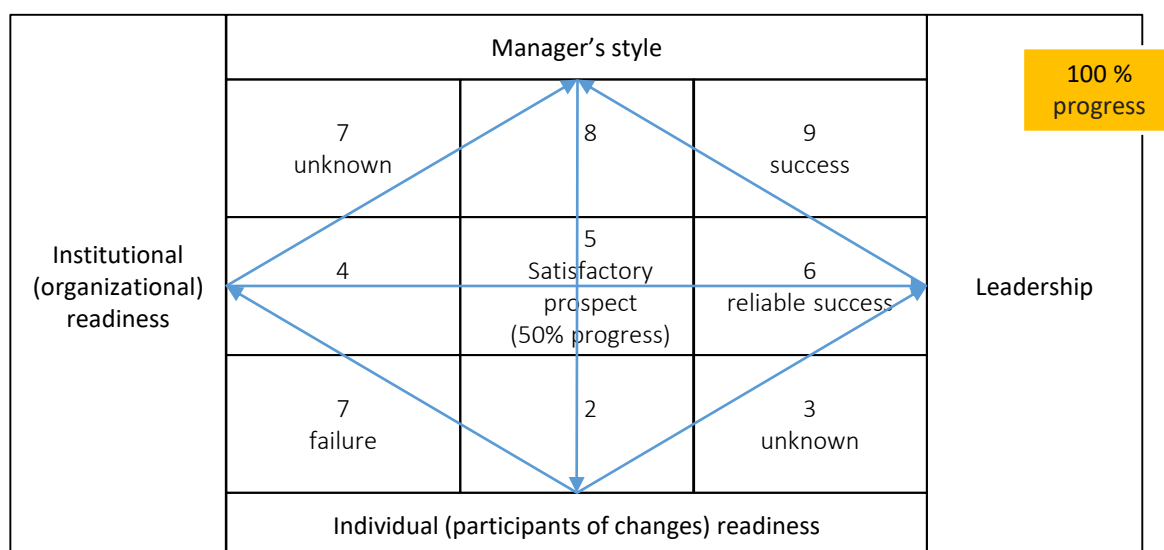 Manager's style
100 %
progress
7
unknown
8
9
success
Institutional
(organizational)
readiness
4
5
Satisfactory
prospect
(50% progress)
6
reliable success
Leadership
7
failure
2
3
unknown
Individual (participants of changes) readiness